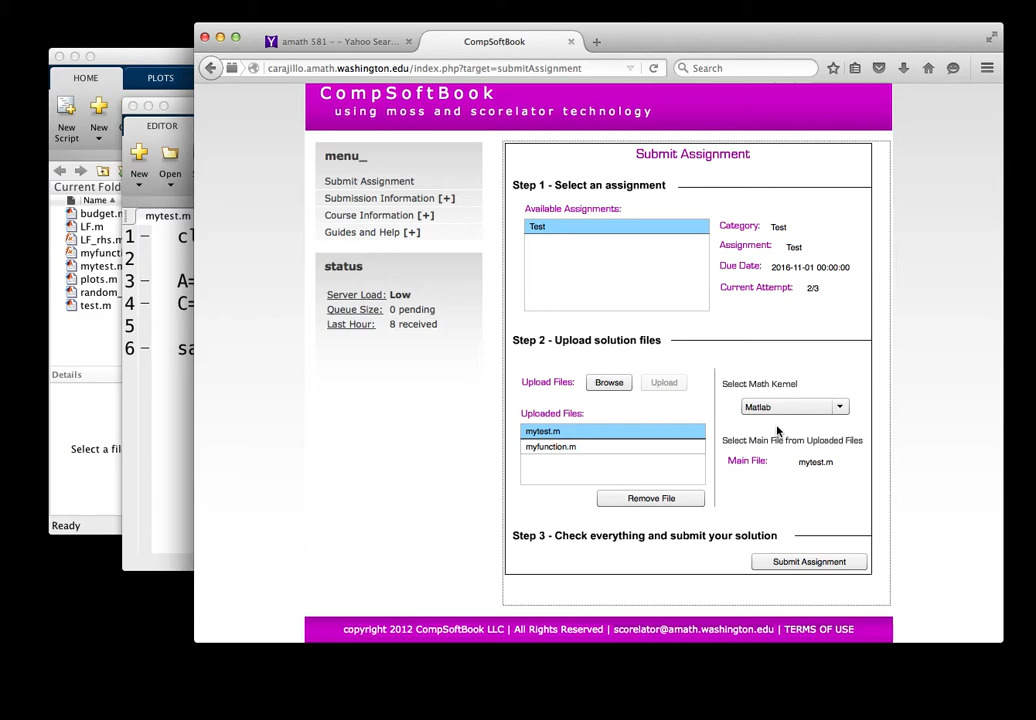 amath 581 - - Yahoo Sear...
CompSoftBook
carajillo.amath.washington.edu/index.php?target=submitAssignment
Search
HOME
PLOTS
New
Script
New
EDITOR
New
Open
Current Fold
Name
budget.m
LF.m
LF_rhs.m
myfunction
mytest.m
plots.m
random_
test.m
Details
Select a fil
Ready
mytest.m
1
cl
2
3
A=
4
C=
5
6
sa
CompSoftBook
using moss and scorelator technology
menu_
Submit Assignment
Submission Information [+]
Course Information [+]
Guides and Help [+]
status
Server Load: Low
Queue Size: 0 pending
Last Hour: 8 received
Submit Assignment
Step 1 - Select an assignment
Available Assignments:
Test
Category: Test
Assignment: Test
Due Date: 2016-11-01 00:00:00
Current Attempt: 2/3
Step 2 - Upload solution files
Upload Files: Browse Upload
Uploaded Files:
mytest.m
myfunction.m
Remove File
Select Math Kernel
Matlab
Select Main File from Uploaded Files
Main File: mytest.m
Step 3 - Check everything and submit your solution
Submit Assignment
copyright 2012 CompSoftBook LLC | All Rights Reserved | scorelator@amath.washington.edu | TERMS OF USE